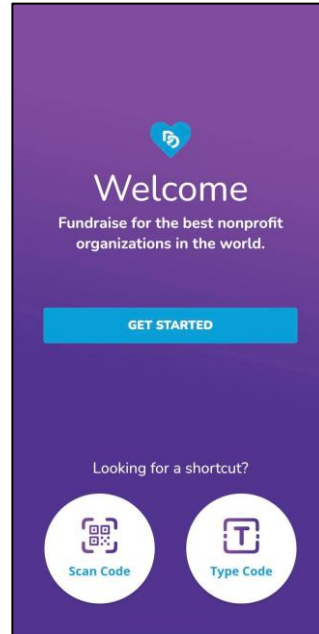 Welcome
Fundraise for the best nonprofit
organizations in the world.
GET STARTED
Looking for a shortcut?
T
Scan Code
Type Code